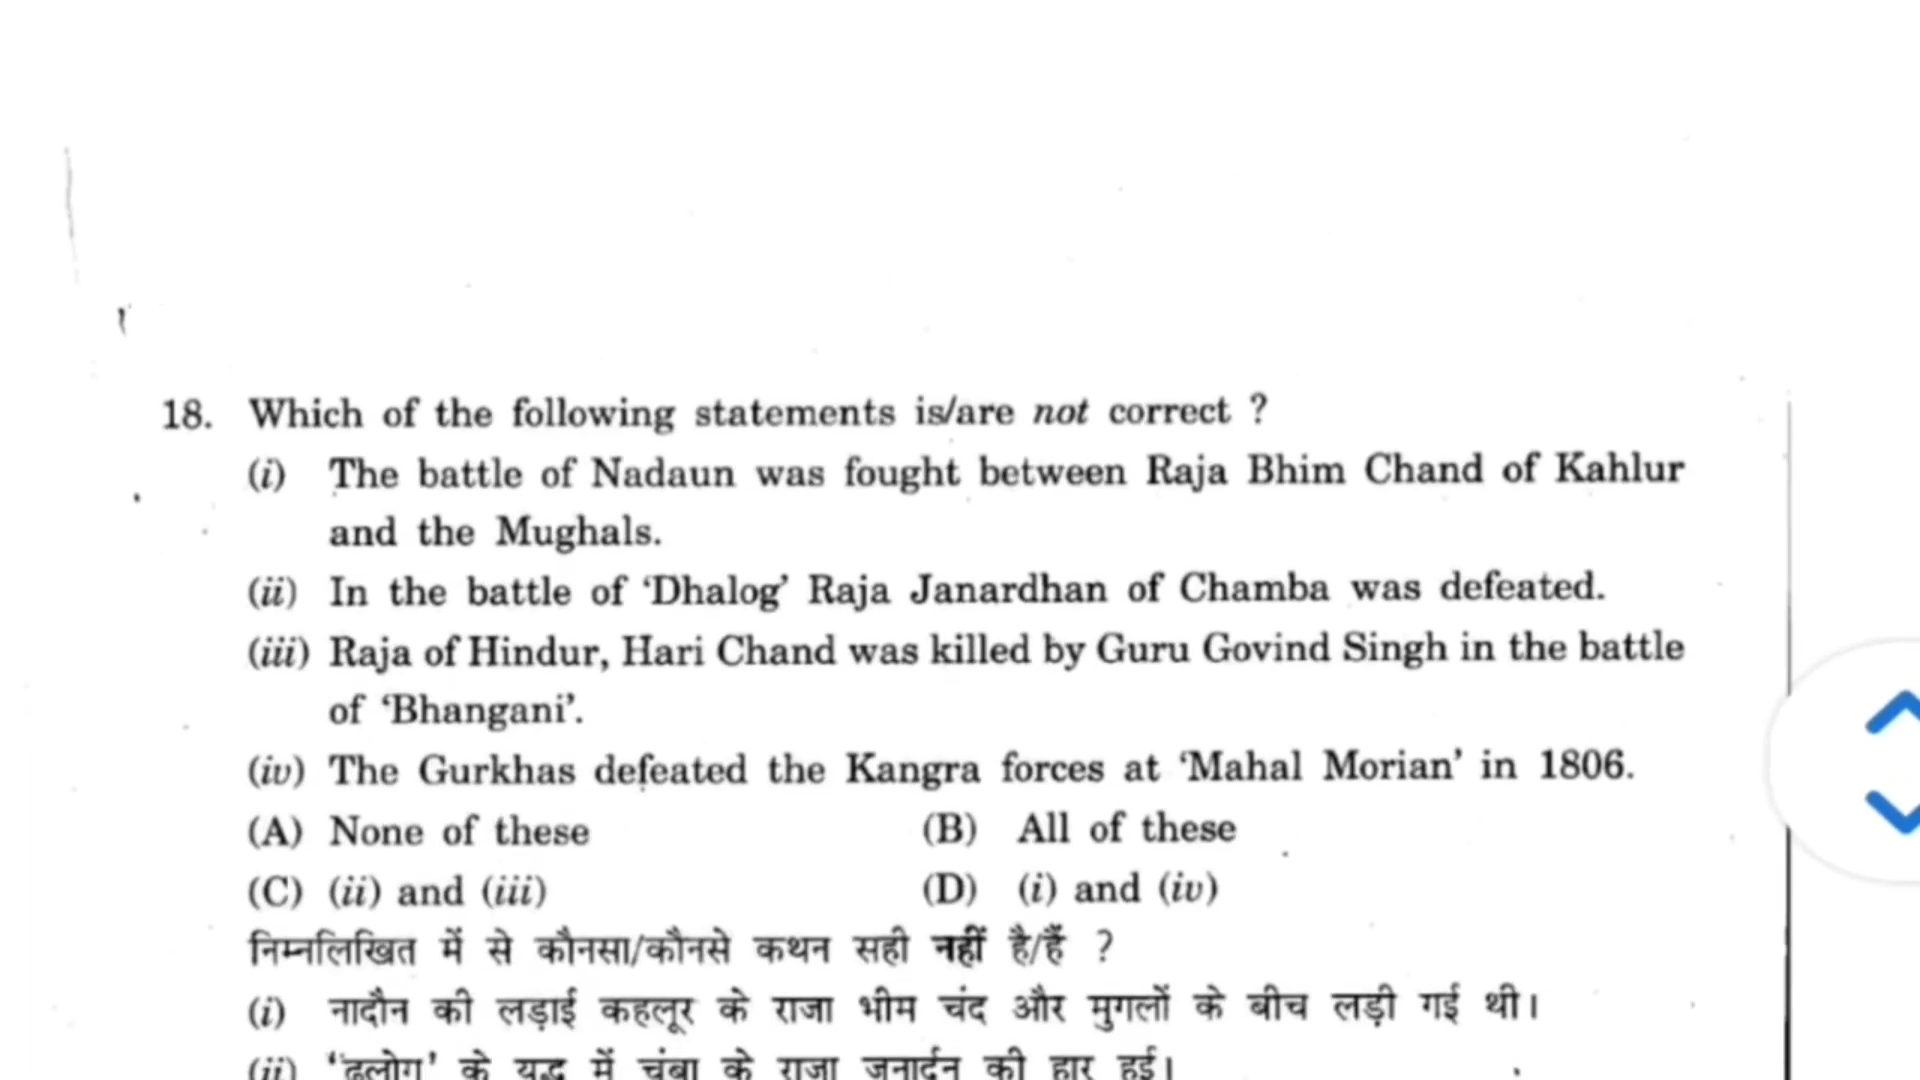 18. Which of the following statements is/are not correct ?
(i) The battle of Nadaun was fought between Raja Bhim Chand of Kahlur
and the Mughals.
(ii) In the battle of ‘Dhalog’ Raja Janardhan of Chamba was defeated.
(iii) Raja of Hindur, Hari Chand was killed by Guru Govind Singh in the battle
of ‘Bhangani’.
(iv) The Gurkhas defeated the Kangra forces at ‘Mahal Morian’ in 1806.
(A) None of these (B) All of these
(C) (ii) and (iii) (D) (i) and (iv)
निम्नलिखित में से कौनसा/कौनसे कथन सही नहीं है/हैं ?
(i) नादौन की लड़ाई कहलूर के राजा भीम चंद और मुगलों के बीच लड़ी गई थी।
(ii) ‘ढलोग’ के युद्ध में चंबा के राजा जनार्दन की हार हुई।